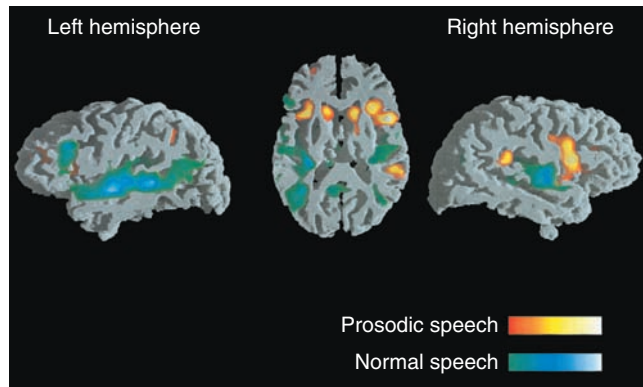 Left hemisphere
Right hemisphere
Prosodic speech
Normal speech